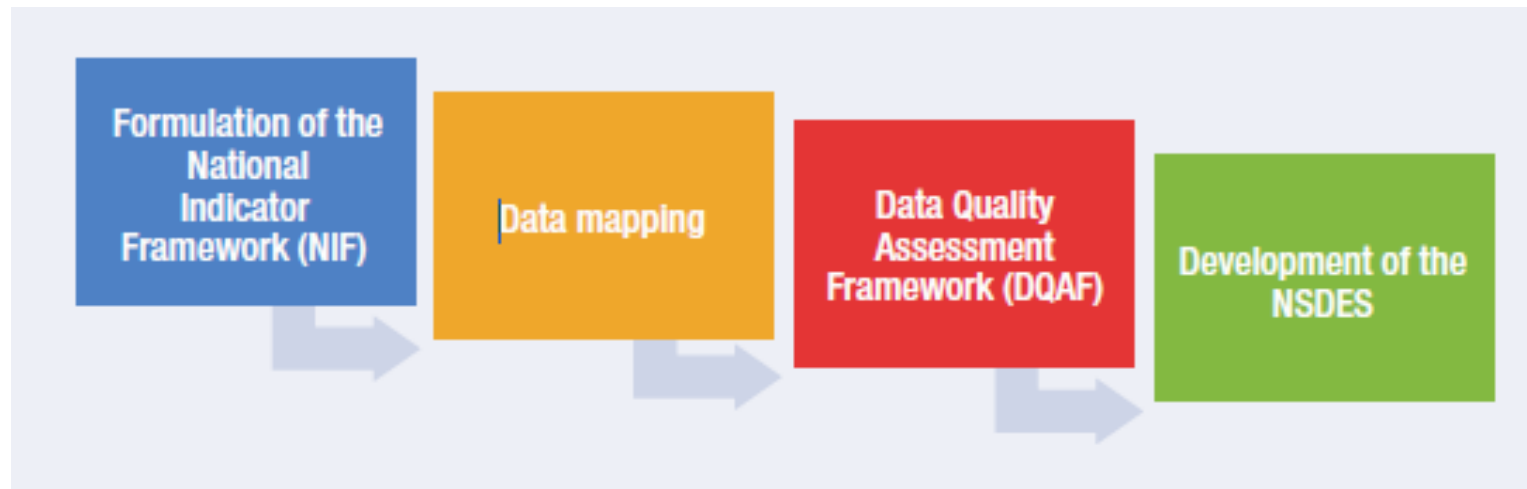 Formulation of the
National
Indicator
Framework (NIF)
Data mapping
Data Quality
Assessment
Framework (DQAF)
Development of the
NSDES